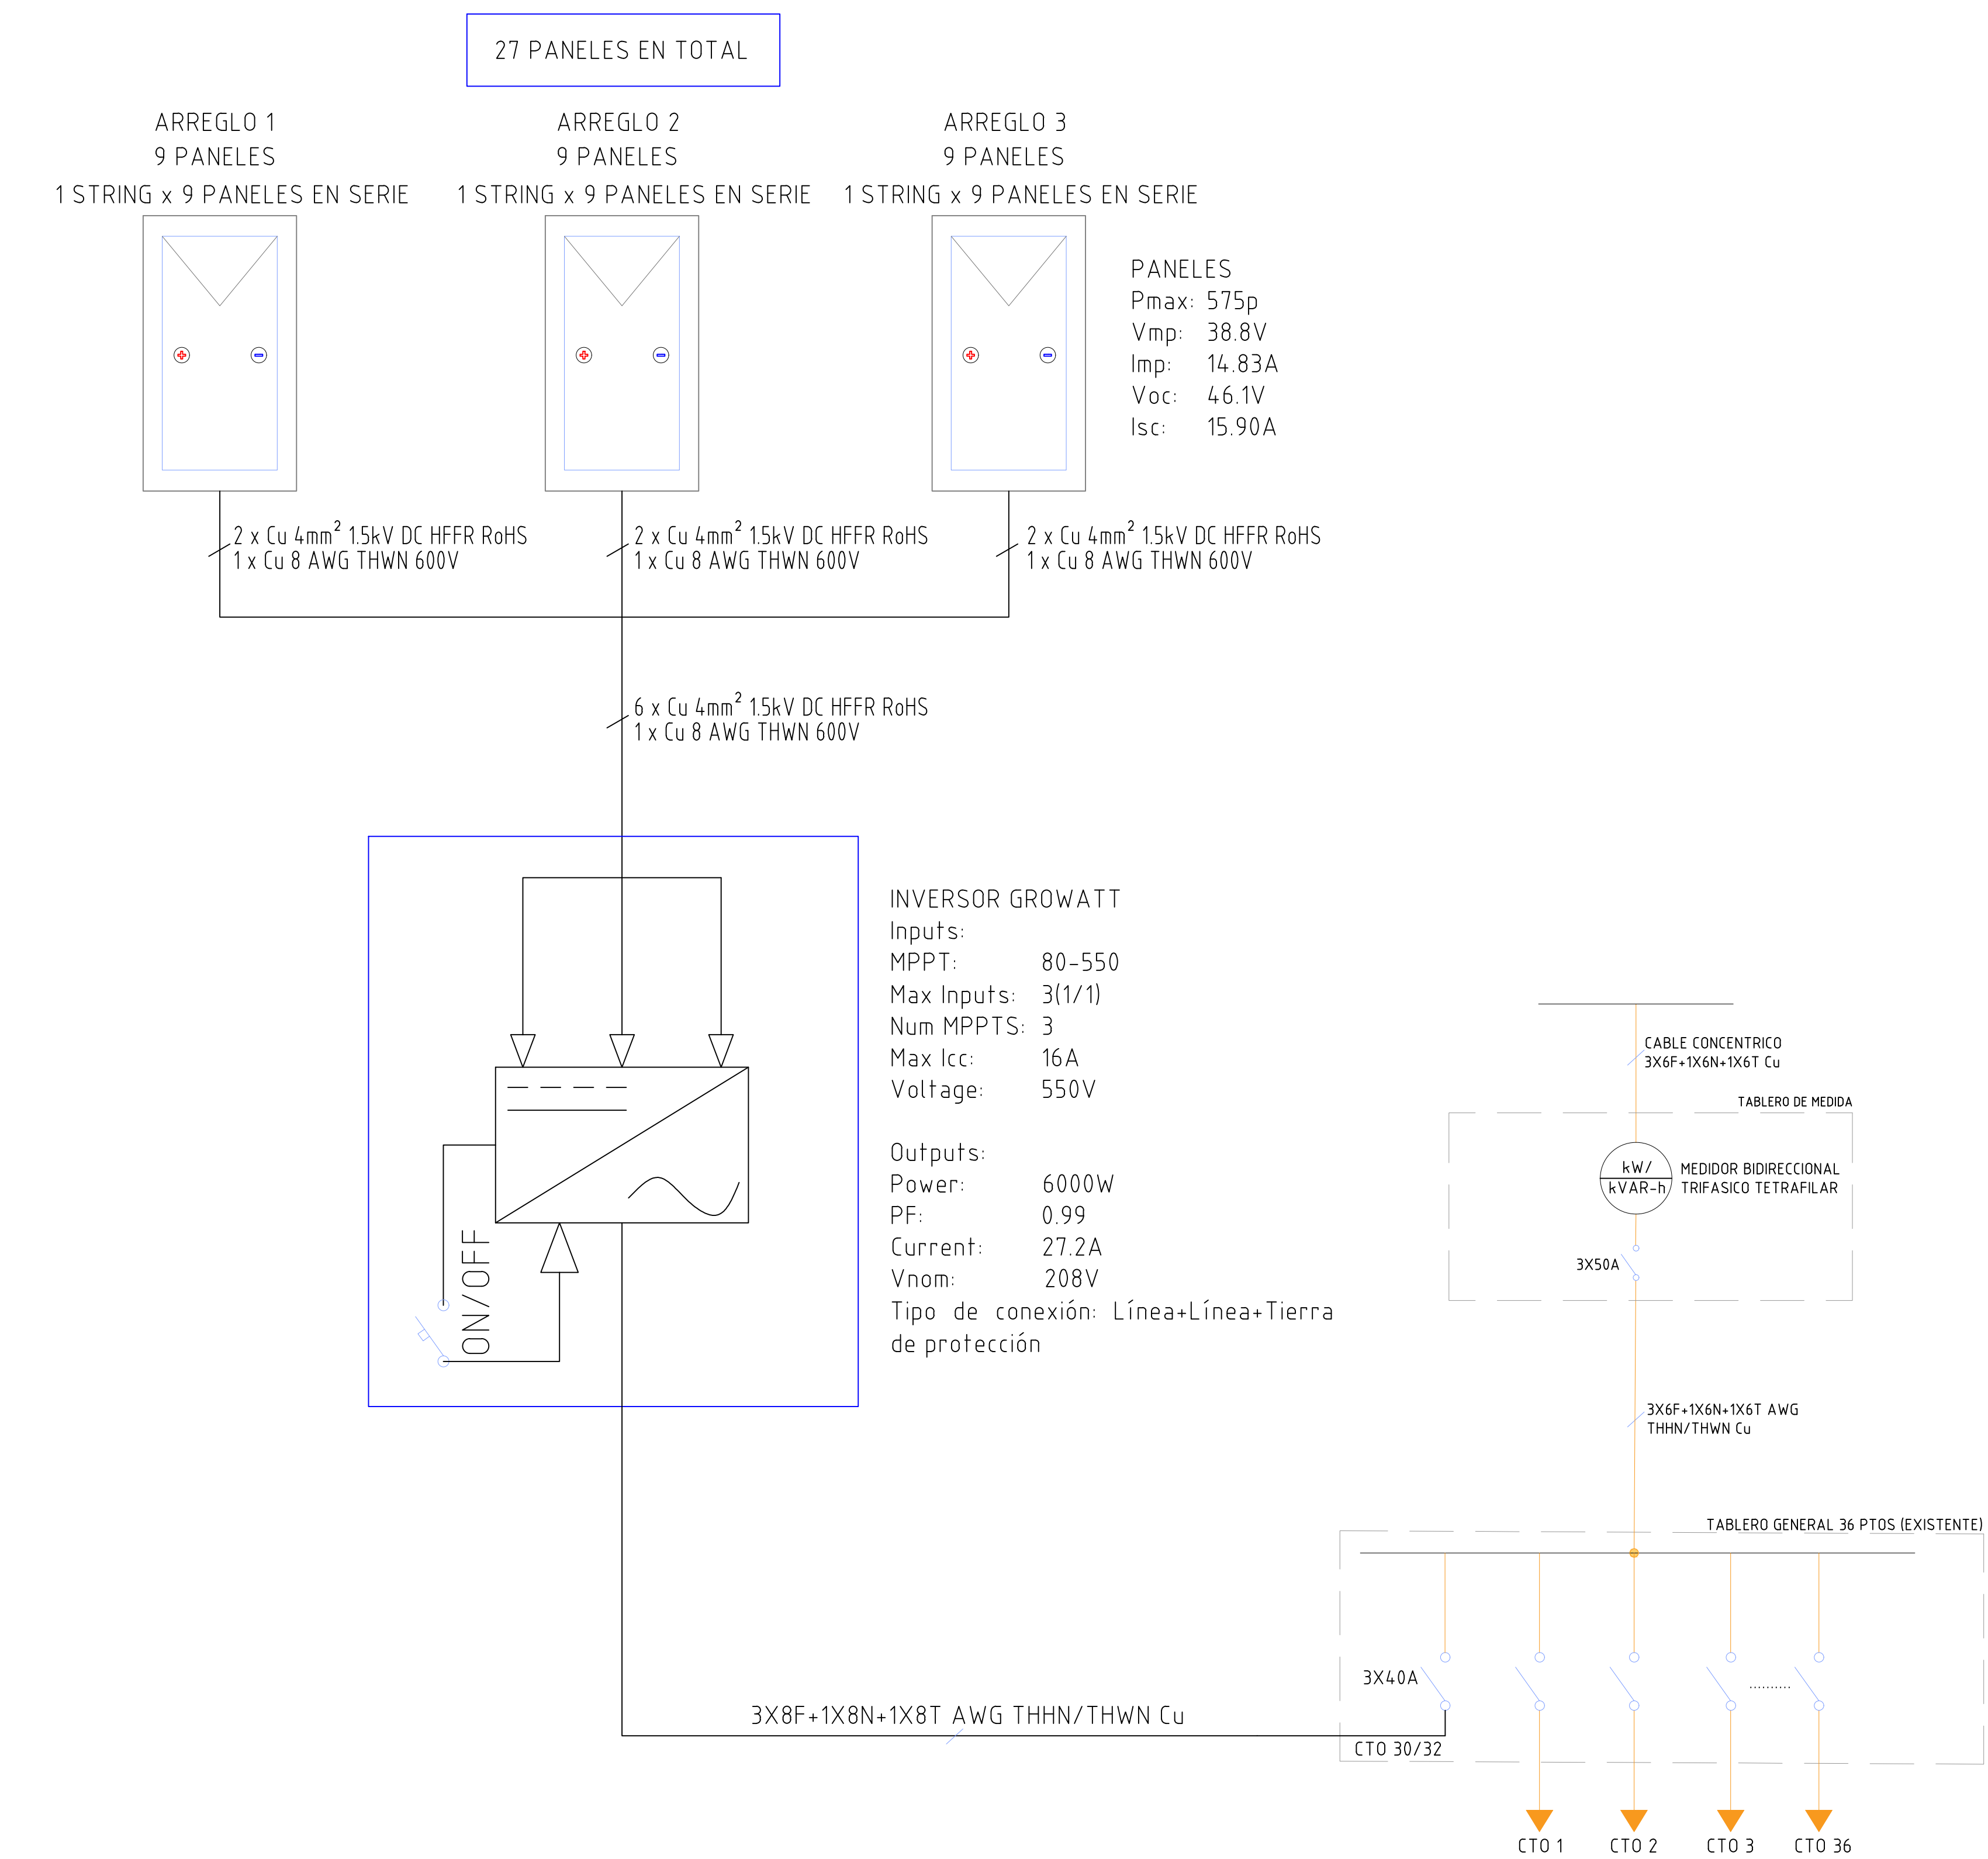 27 PANELES EN TOTAL
ARREGLO 1
9 PANELES
1 STRING x 9 PANELES EN SERIE
ARREGLO 2
9 PANELES
1 STRING x 9 PANELES EN SERIE
ARREGLO 3
9 PANELES
1 STRING x 9 PANELES EN SERIE
PANELES
Pmax: 575p
Vmp: 38.8V
Imp: 14.83A
Voc: 46.1V
Isc: 15.90A
2 x Cu 4mm² 1.5kV DC HFFR RoHS
1 x Cu 8 AWG THWN 600V
2 x Cu 4mm² 1.5kV DC HFFR RoHS
1 x Cu 8 AWG THWN 600V
2 x Cu 4mm² 1.5kV DC HFFR RoHS
1 x Cu 8 AWG THWN 600V
6 x Cu 4mm² 1.5kV DC HFFR RoHS
1 x Cu 8 AWG THWN 600V
INVERSOR GROWATT
Inputs:
MPPT: 80-550
Max Inputs: 3(1/1)
Num MPPTS: 3
Max Icc: 16A
Voltage: 550V
Outputs:
Power: 6000W
PF: 0.99
Current: 27.2A
Vnom: 208V
Tipo de conexión: Línea+Línea+Tierra
de protección
ON/OFF
CABLE CONCENTRICO
3X6F+1X6N+1X6T Cu
TABLERO DE MEDIDA
kW/
kVAR-h
MEDIDOR BIDIRECCIONAL
TRIFASICO TETRAFILAR
3X50A
3X6F+1X6N+1X6T AWG
THHN/THWN Cu
TABLERO GENERAL 36 PTOS (EXISTENTE)
3X40A
..........
3X8F+1X8N+1X8T AWG THHN/THWN Cu
CTO 30/32
CTO 1
CTO 2
CTO 3
CTO 36